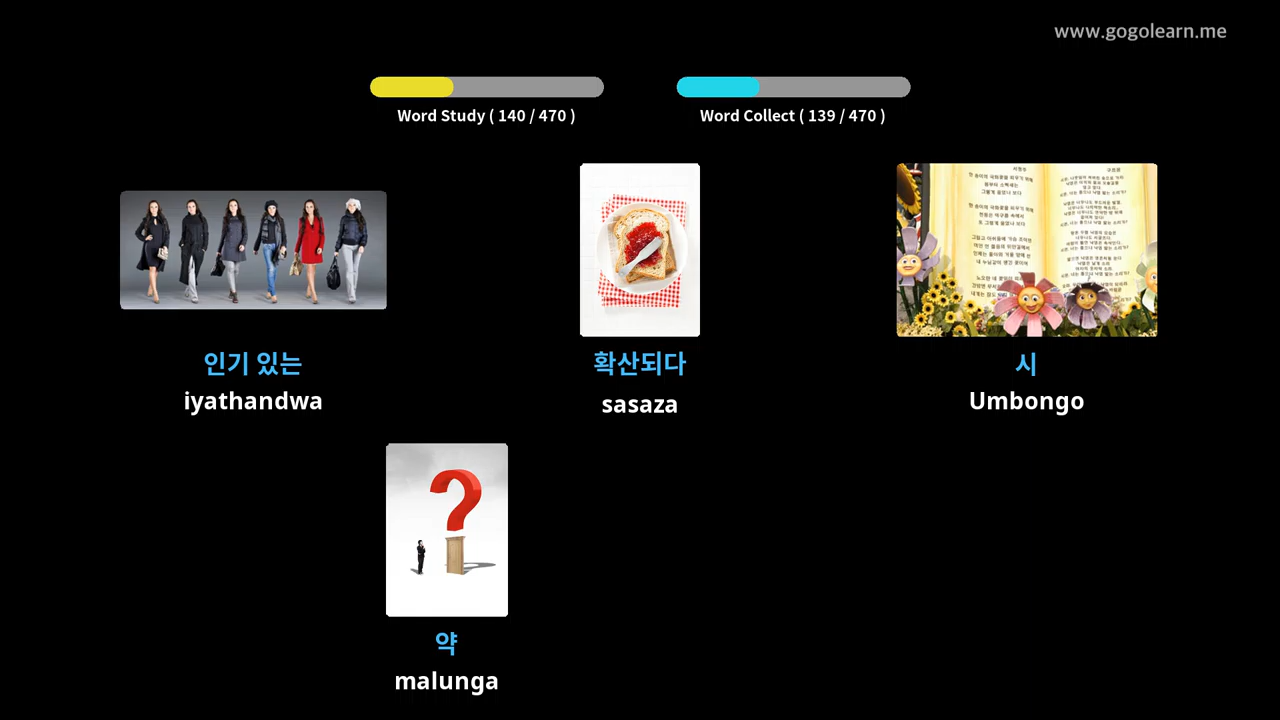 www.gogolearn.me
Word Study ( 140 / 470 )
Word Collect ( 139 / 470 )
인기 있는
iyathandwa
확산되다
sasaza
시
Umbongo
약
malunga